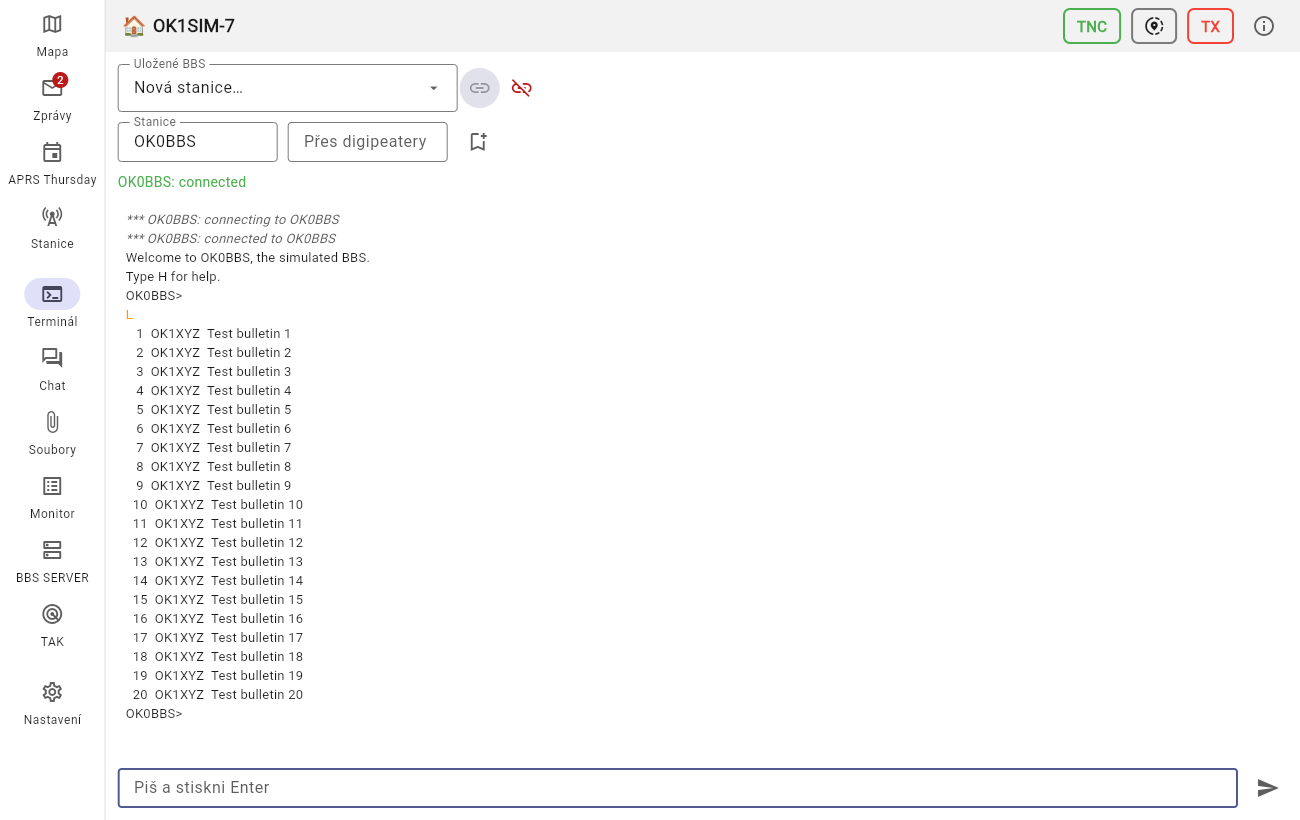 OK1SIM-7
TNC
TX
Mapa
2
Zprávy
APRS Thursday
Stanice
Terminál
Chat
Soubory
Monitor
BBS SERVER
TAK
Nastavení
Uložené BBS
Nová stanice…
Stanice
OK0BBS
Přes digipeatery
OK0BBS: connected
*** OK0BBS: connecting to OK0BBS
*** OK0BBS: connected to OK0BBS
Welcome to OK0BBS, the simulated BBS.
Type H for help.
OK0BBS>
L
1 OK1XYZ Test bulletin 1
2 OK1XYZ Test bulletin 2
3 OK1XYZ Test bulletin 3
4 OK1XYZ Test bulletin 4
5 OK1XYZ Test bulletin 5
6 OK1XYZ Test bulletin 6
7 OK1XYZ Test bulletin 7
8 OK1XYZ Test bulletin 8
9 OK1XYZ Test bulletin 9
10 OK1XYZ Test bulletin 10
11 OK1XYZ Test bulletin 11
12 OK1XYZ Test bulletin 12
13 OK1XYZ Test bulletin 13
14 OK1XYZ Test bulletin 14
15 OK1XYZ Test bulletin 15
16 OK1XYZ Test bulletin 16
17 OK1XYZ Test bulletin 17
18 OK1XYZ Test bulletin 18
19 OK1XYZ Test bulletin 19
20 OK1XYZ Test bulletin 20
OK0BBS>
Piš a stiskni Enter